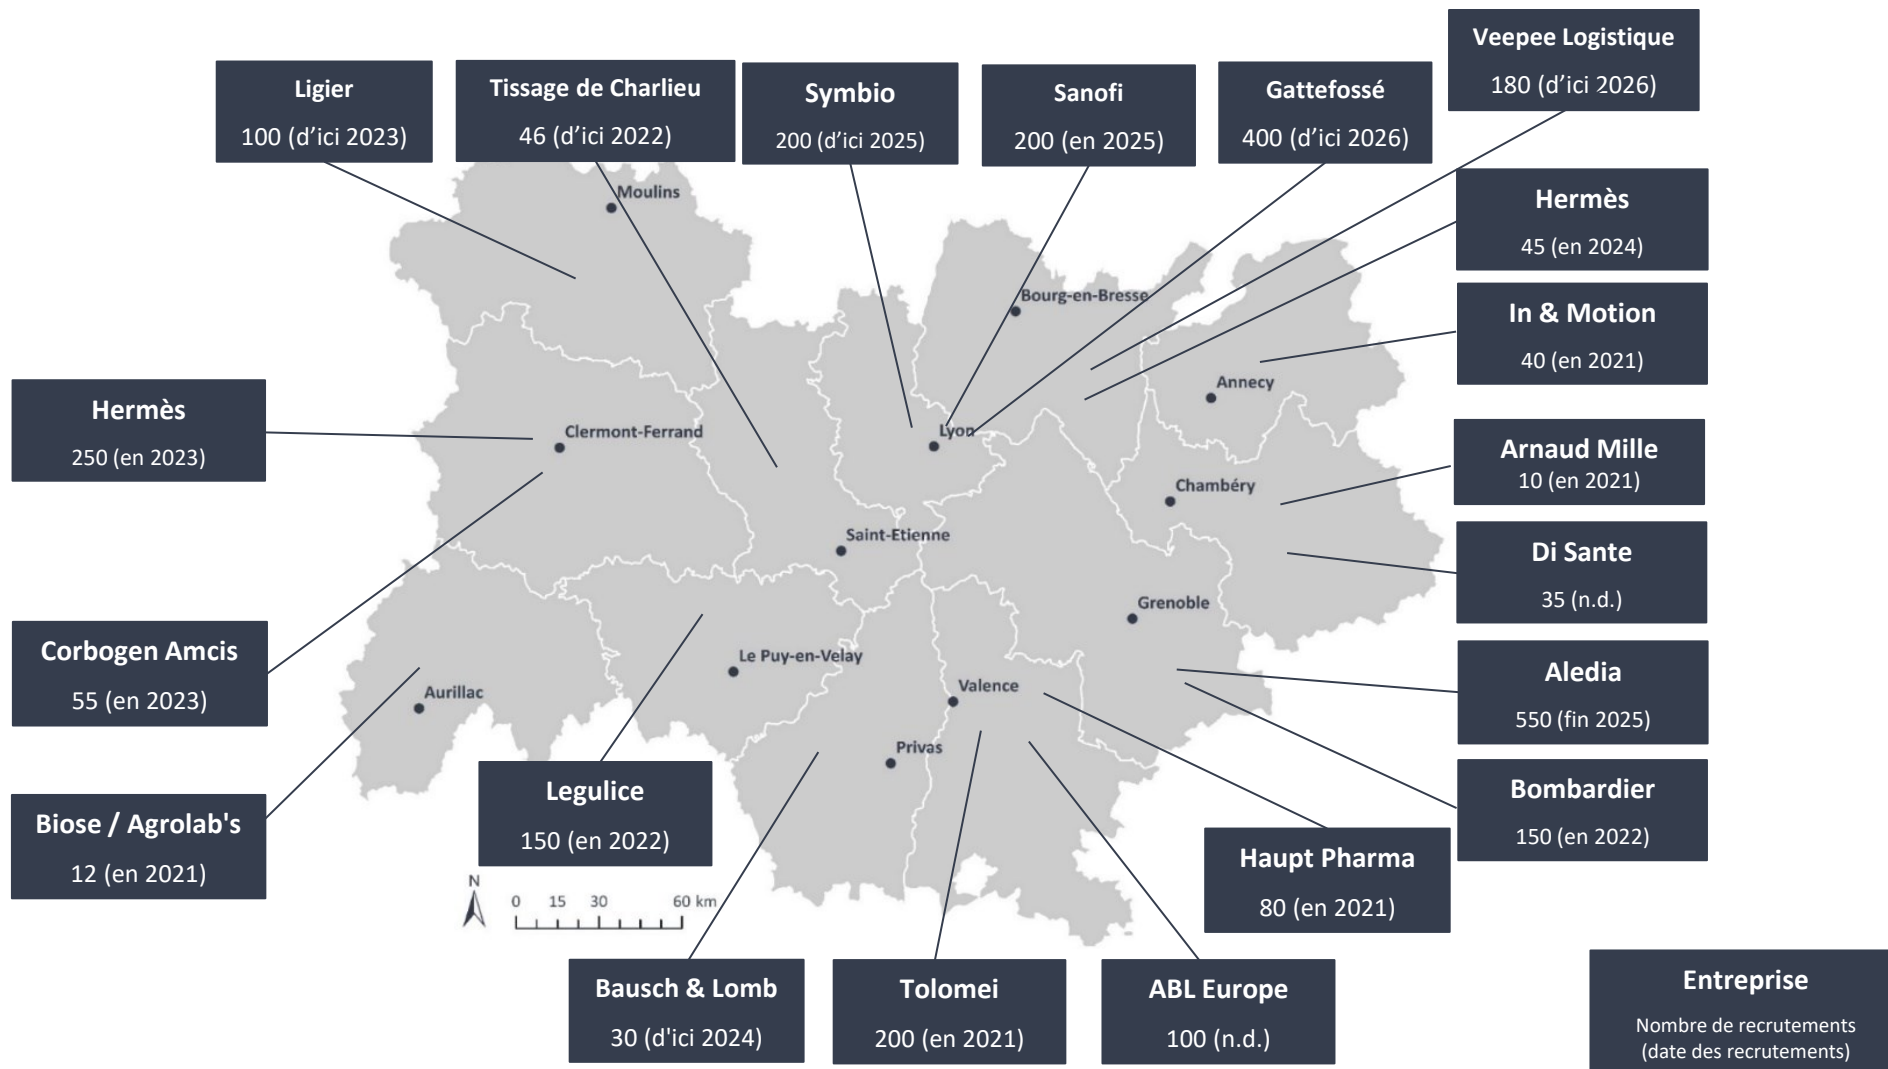 Veepee Logistique
180 (d’ici 2026)
Ligier
100 (d’ici 2023)
Tissage de Charlieu
46 (d’ici 2022)
Symbio
200 (d’ici 2025)
Sanofi
200 (en 2025)
Gattefossé
400 (d’ici 2026)
Hermès
45 (en 2024)
In & Motion
40 (en 2021)
Arnaud Mille
10 (en 2021)
Di Sante
35 (n.d.)
Aledia
550 (fin 2025)
Bombardier
150 (en 2022)
Haupt Pharma
80 (en 2021)
Hermès
250 (en 2023)
Corbogen Amcis
55 (en 2023)
Biose / Agrolab's
12 (en 2021)
Legulice
150 (en 2022)
Bausch & Lomb
30 (d'ici 2024)
Tolomei
200 (en 2021)
ABL Europe
100 (n.d.)
Moulins
Bourg-en-Bresse
Annecy
Clermont-Ferrand
Lyon
Chambéry
Saint-Etienne
Grenoble
Le Puy-en-Velay
Aurillac
Valence
Privas
N
0 15 30 60 km
Entreprise
Nombre de recrutements
(date des recrutements)